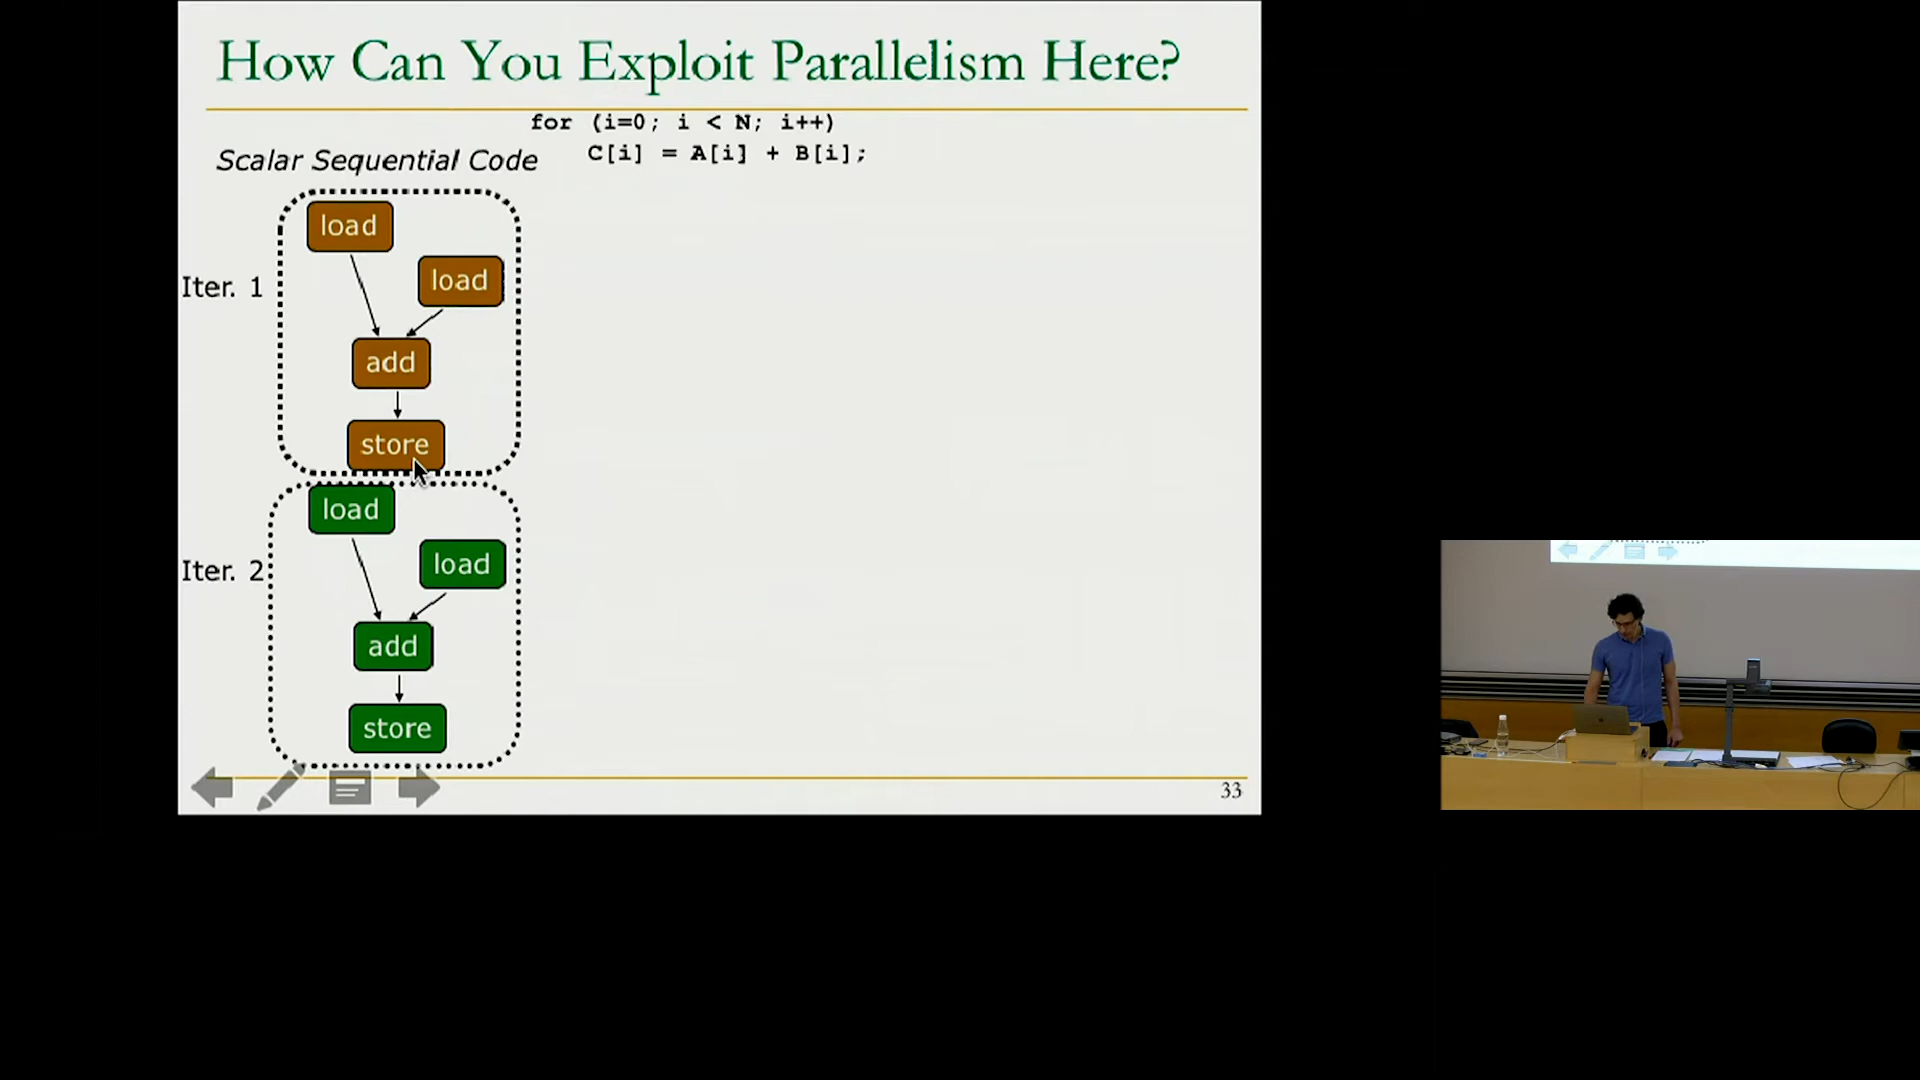 How Can You Exploit Parallelism Here?
for (i=0; i < N; i++)
C[i] = A[i] + B[i];
Scalar Sequential Code
load
load
Iter. 1
add
store
load
load
Iter. 2
add
store
33